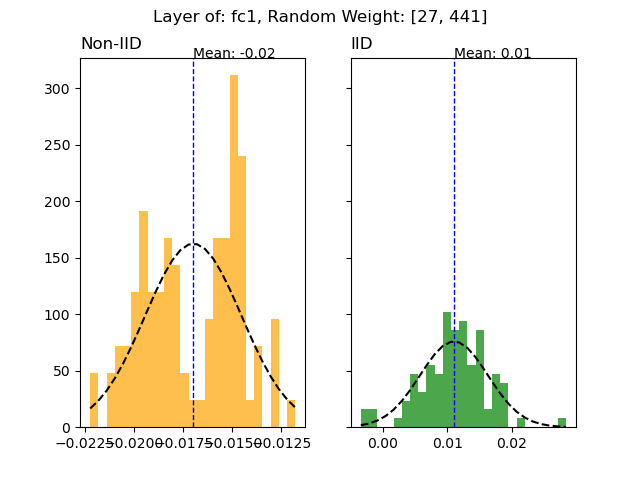 Layer of: fc1, Random Weight: [27, 441]
Non-IID
Mean: -0.02
IID
Mean: 0.01
300
250
200
150
100
50
0
−0.0225 −0.0200 −0.0175 −0.0150 −0.0125
0.00 0.01 0.02